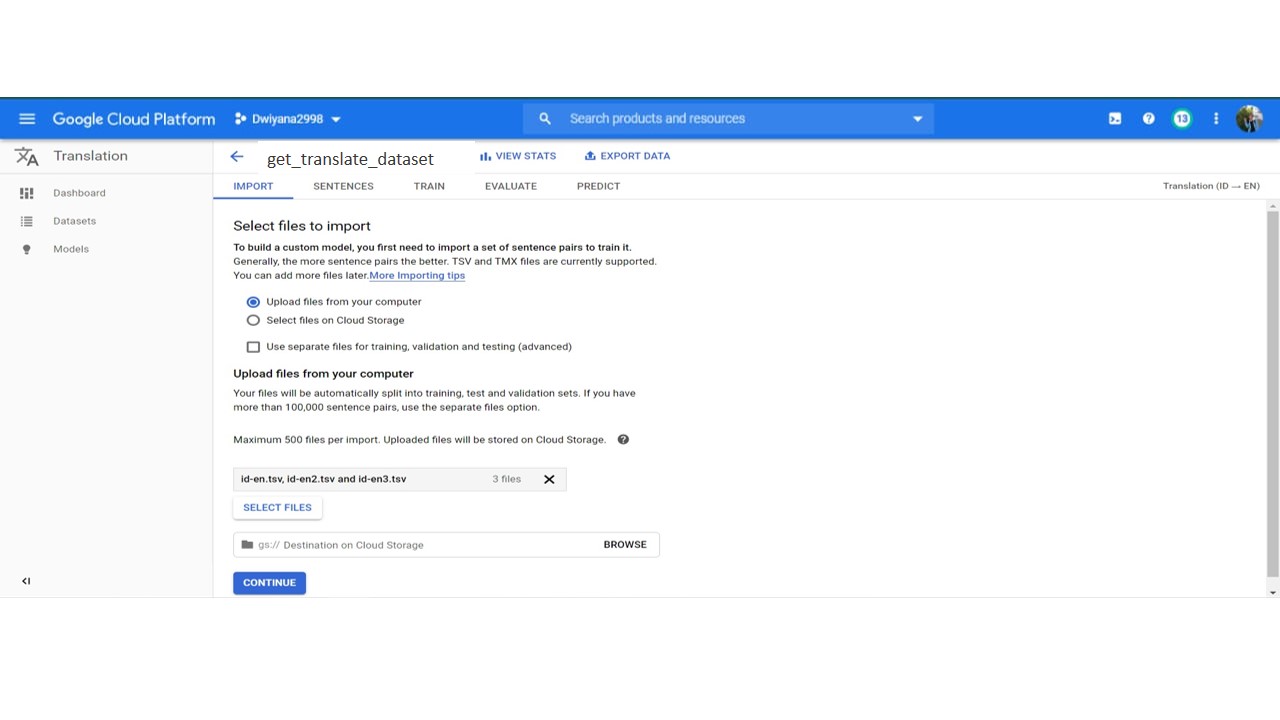 Google Cloud Platform Dwiyana2998 Search products and resources 13
Translation get_translate_dataset VIEW STATS EXPORT DATA
IMPORT SENTENCES TRAIN EVALUATE PREDICT Translation (ID → EN)
Dashboard
Datasets
Models
Select files to import
To build a custom model, you first need to import a set of sentence pairs to train it.
Generally, the more sentence pairs the better. TSV and TMX files are currently supported.
You can add more files later.More Importing tips
Upload files from your computer
Select files on Cloud Storage
Use separate files for training, validation and testing (advanced)
Upload files from your computer
Your files will be automatically split into training, test and validation sets. If you have
more than 100,000 sentence pairs, use the separate files option.
Maximum 500 files per import. Uploaded files will be stored on Cloud Storage.
id-en.tsv, id-en2.tsv and id-en3.tsv 3 files
SELECT FILES
gs:// Destination on Cloud Storage BROWSE
CONTINUE